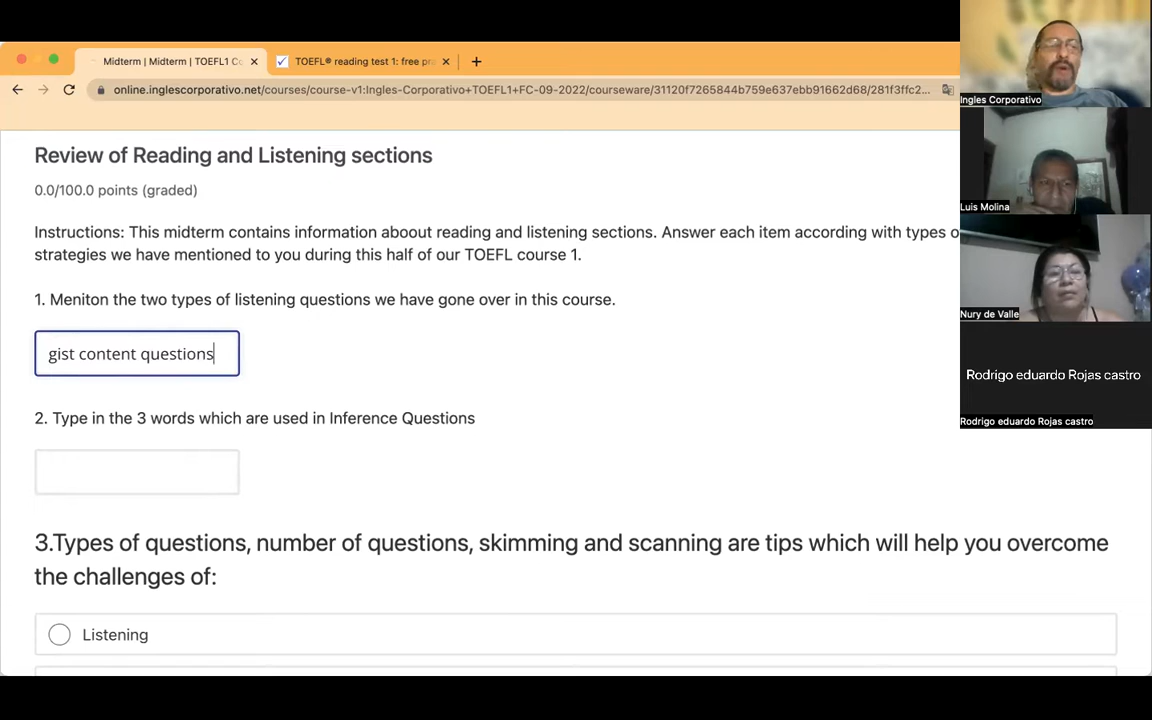 Midterm | Midterm | TOEFL1 Co
TOEFL® reading test 1: free pra
online.inglescorporativo.net/courses/course-v1:Ingles-Corporativo+TOEFL1+FC-09-2022/courseware/31120f7265844b759e637ebb91662d68/281f3ffc2...
Review of Reading and Listening sections
0.0/100.0 points (graded)
Instructions: This midterm contains information aboout reading and listening sections. Answer each item according with types o
strategies we have mentioned to you during this half of our TOEFL course 1.
1. Meniton the two types of listening questions we have gone over in this course.
gist content questions
2. Type in the 3 words which are used in Inference Questions
3.Types of questions, number of questions, skimming and scanning are tips which will help you overcome
the challenges of:
Listening
Ingles Corporativo
Luis Molina
Nury de Valle
Rodrigo eduardo Rojas castro
Rodrigo eduardo Rojas castro